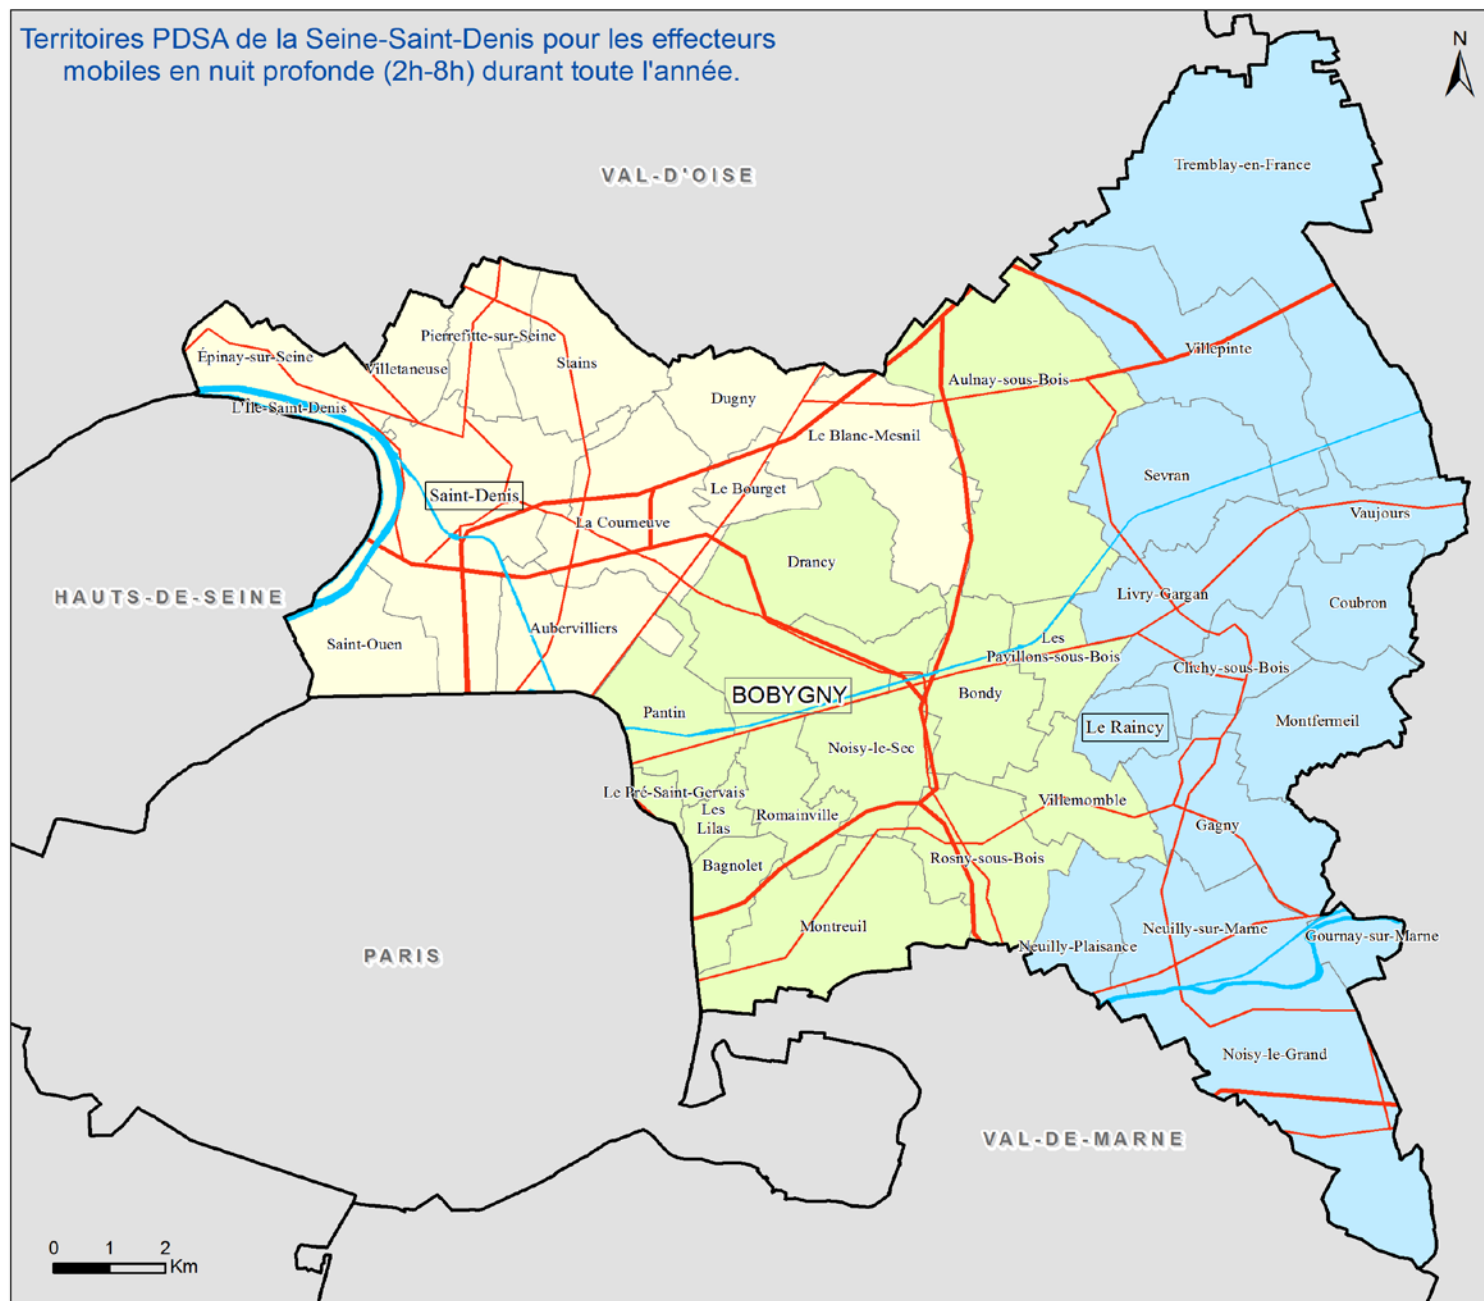 Territoires PDSA de la Seine-Saint-Denis pour les effecteurs
mobiles en nuit profonde (2h-8h) durant toute l'année.
N
VAL-D'OISE
Tremblay-en-France
Pierrefitte-sur-Seine
Épinay-sur-Seine
Villetaneuse
Stains
Villepinte
Aulnay-sous-Bois
Dugny
L'Île-Saint-Denis
Le Blanc-Mesnil
Sevran
Saint-Denis
Le Bourget
La Courneuve
Vaujours
Drancy
HAUTS-DE-SEINE
Livry-Gargan
Coubron
Aubervilliers
Saint-Ouen
Les
Pavillons-sous-Bois
Clichy-sous-Bois
BOBYGNY
Bondy
Pantin
Montfermeil
Le Raincy
Noisy-le-Sec
Le Pré-Saint-Gervais
Villemomble
Les
Lilas
Romainville
Gagny
Bagnolet
Rosny-sous-Bois
Montreuil
Neuilly-sur-Marne
Gournay-sur-Marne
Neuilly-Plaisance
PARIS
Noisy-le-Grand
VAL-DE-MARNE
0 1 2
Km